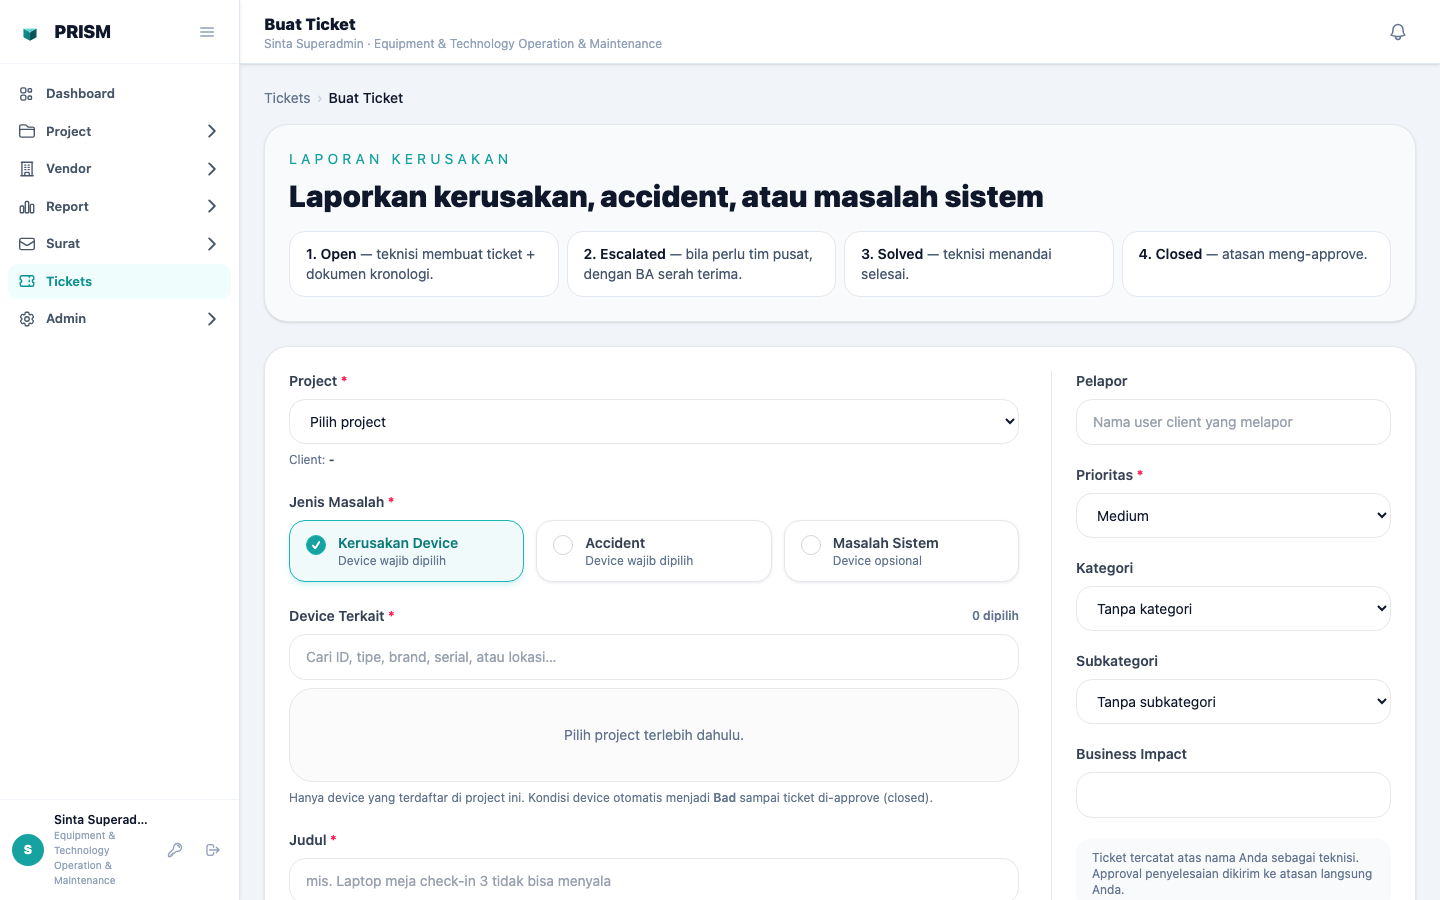 PRISM
Dashboard
Project
Vendor
Report
Surat
Tickets
Admin
Sinta Superad...
Equipment &
Technology
Operation &
Maintenance
S
Buat Ticket
Sinta Superadmin · Equipment & Technology Operation & Maintenance
Tickets › Buat Ticket
LAPORAN KERUSAKAN
Laporkan kerusakan, accident, atau masalah sistem
1. Open — teknisi membuat ticket +
dokumen kronologi.
2. Escalated — bila perlu tim pusat,
dengan BA serah terima.
3. Solved — teknisi menandai
selesai.
4. Closed — atasan meng-approve.
Project *
Pilih project
Client: -
Jenis Masalah *
Kerusakan Device
Device wajib dipilih
Accident
Device wajib dipilih
Masalah Sistem
Device opsional
Device Terkait *
0 dipilih
Cari ID, tipe, brand, serial, atau lokasi...
Pilih project terlebih dahulu.
Hanya device yang terdaftar di project ini. Kondisi device otomatis menjadi Bad sampai ticket di-approve (closed).
Judul *
mis. Laptop meja check-in 3 tidak bisa menyala
Pelapor
Nama user client yang melapor
Prioritas *
Medium
Kategori
Tanpa kategori
Subkategori
Tanpa subkategori
Business Impact
Ticket tercatat atas nama Anda sebagai teknisi.
Approval penyelesaian dikirim ke atasan langsung
Anda.